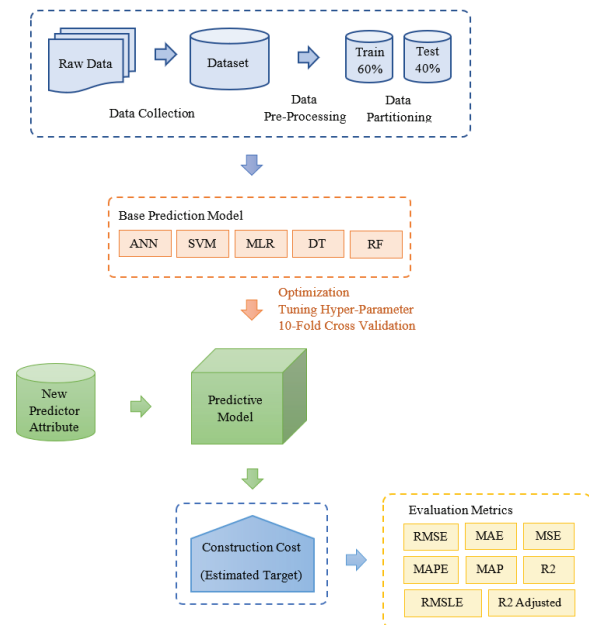 Raw Data
Dataset
Train
60%
Test
40%
Data Collection
Data
Pre-Processing
Data
Partitioning
Base Prediction Model
ANN
SVM
MLR
DT
RF
Optimization
Tuning Hyper-Parameter
10-Fold Cross Validation
New
Predictor
Attribute
Predictive
Model
Construction Cost
(Estimated Target)
Evaluation Metrics
RMSE
MAE
MSE
MAPE
MAP
R2
RMSLE
R2 Adjusted